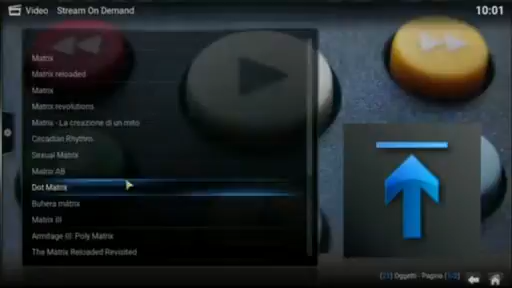 Video Stream On Demand
10:01
Matrix
Matrix reloaded
Matrix
Matrix revolutions
Matrix - La creazione di un mito
Circadian Rhythm
Sexual Matrix
Matrix AB
Dot Matrix
Buhera mátrix
Matrix III
Armitage III: Poly Matrix
The Matrix Reloaded Revisited
Oggetti - Pagina